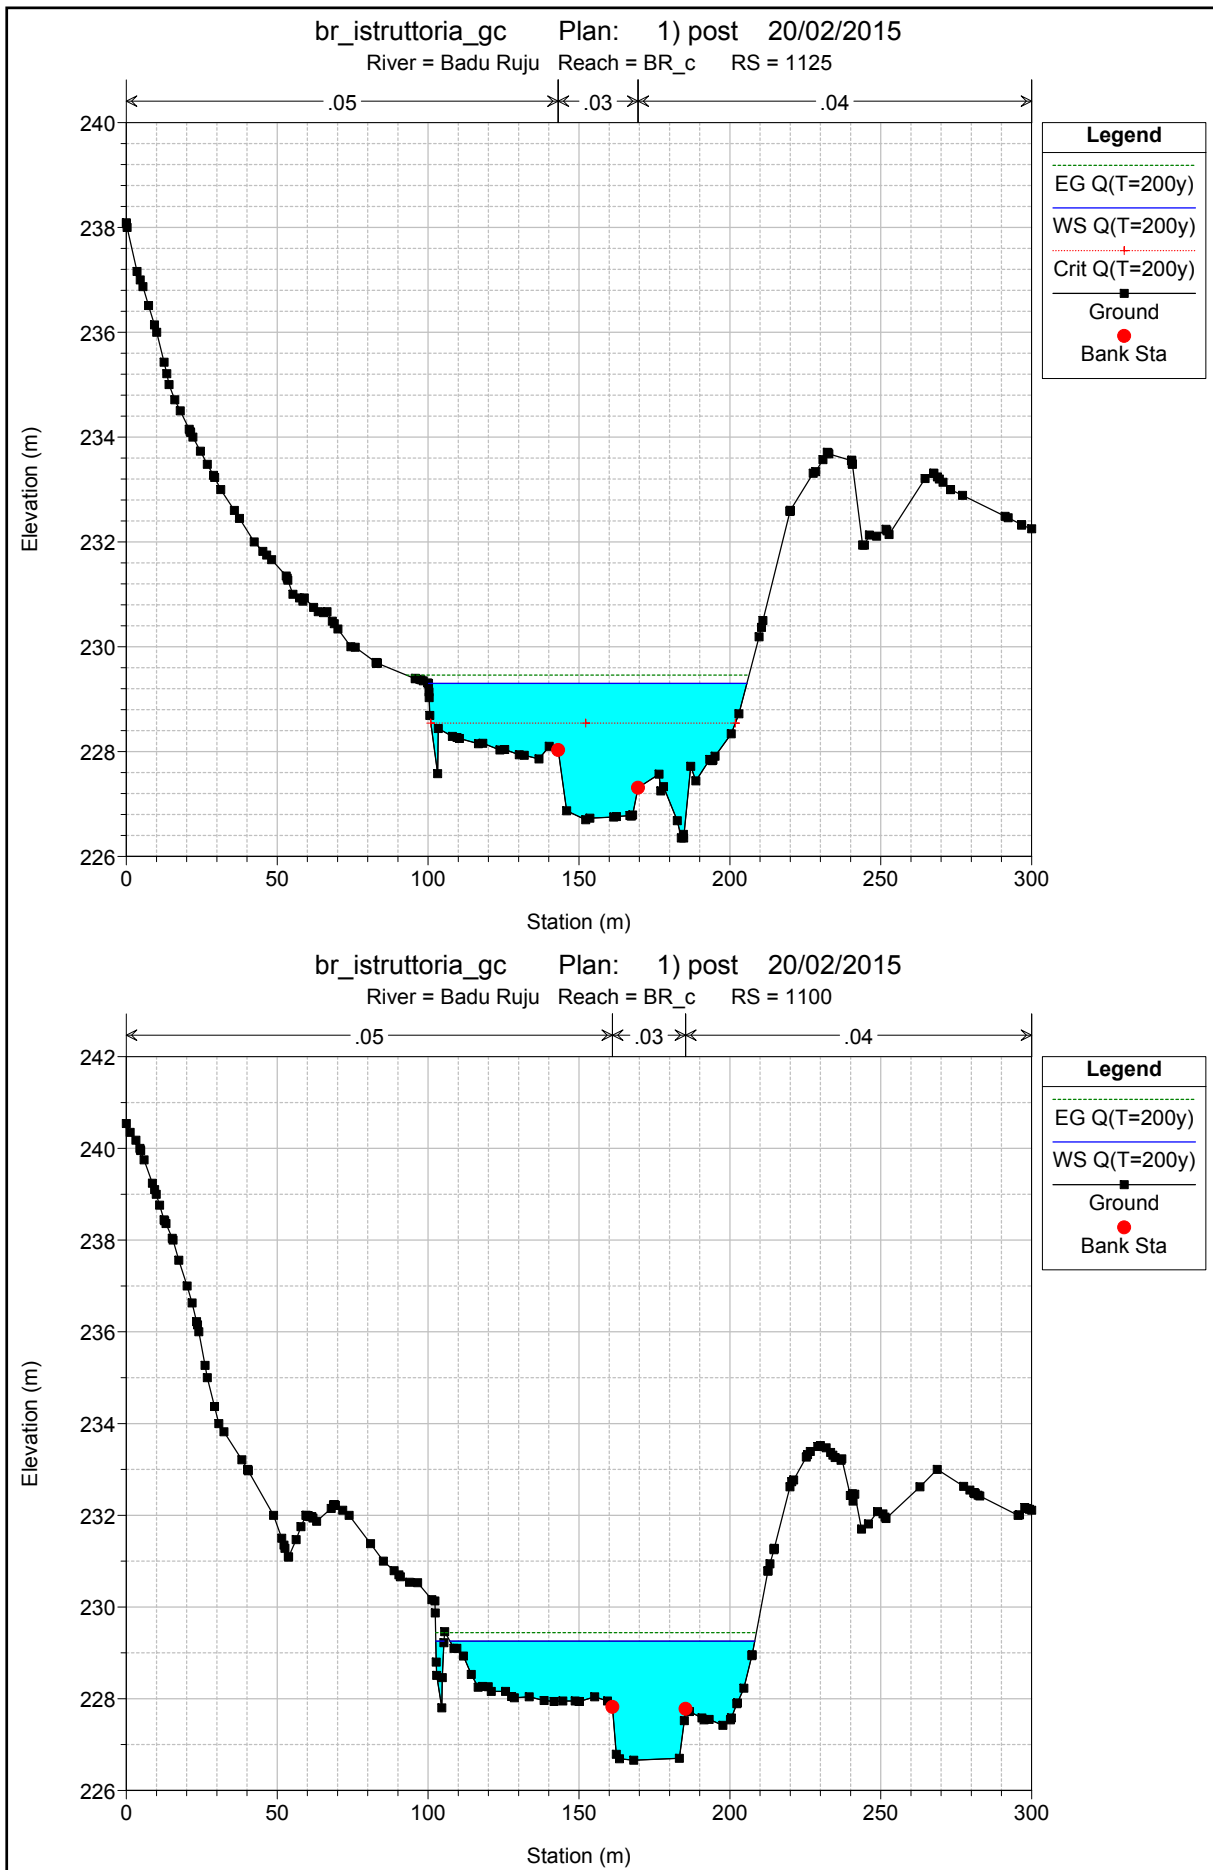 br_istruttoria_gc Plan: 1) post 20/02/2015
River = Badu Ruju Reach = BR_c RS = 1125
.05 .03 .04
Legend
EG Q(T=200y)
WS Q(T=200y)
Crit Q(T=200y)
Ground
Bank Sta
240
238
236
234
232
230
228
226
Elevation (m)
0 50 100 150 200 250 300
Station (m)
br_istruttoria_gc Plan: 1) post 20/02/2015
River = Badu Ruju Reach = BR_c RS = 1100
.05 .03 .04
Legend
EG Q(T=200y)
WS Q(T=200y)
Ground
Bank Sta
242
240
238
236
234
232
230
228
226
Elevation (m)
0 50 100 150 200 250 300
Station (m)